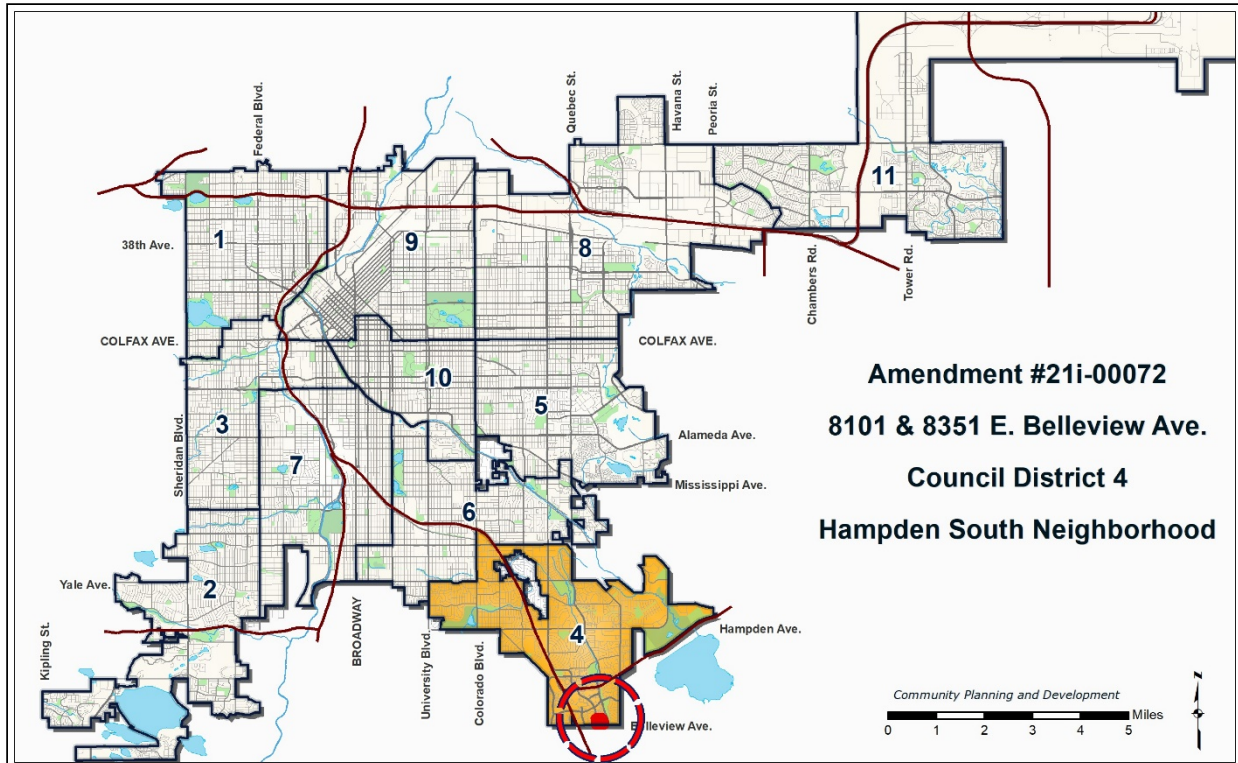 Federal Blvd.
Quebec St.
Havana St.
Peoria St.
1
38th Ave.
9
8
11
Chambers Rd.
Tower Rd.
COLFAX AVE.
COLFAX AVE.
10
3
5
Sheridan Blvd.
7
Alameda Ave.
Mississippi Ave.
6
Amendment #21i-00072
8101 & 8351 E. Belleview Ave.
Council District 4
Hampden South Neighborhood
Yale Ave.
2
BROADWAY
University Blvd.
Colorado Blvd.
4
Hampden Ave.
Kipling St.
Belleview Ave.
Community Planning and Development
Miles
0 1 2 3 4 5
N